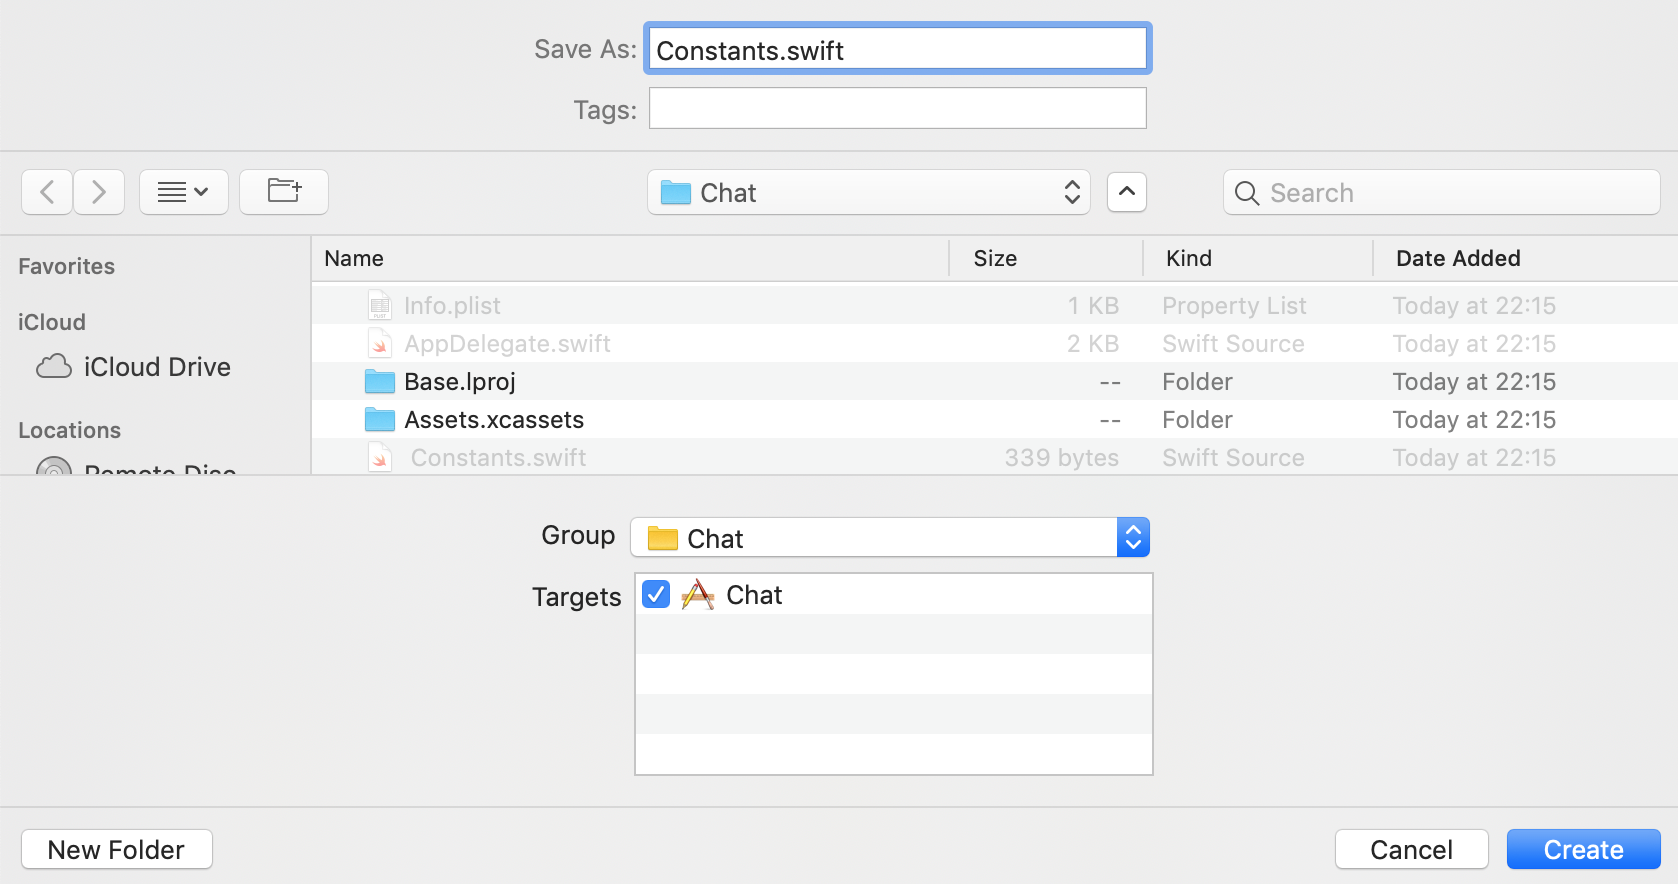 Save As: Constants.swift
Tags:
Chat
Search
Favorites
iCloud
iCloud Drive
Locations
Remote Disc
Name Size Kind Date Added
Info.plist 1 KB Property List Today at 22:15
AppDelegate.swift 2 KB Swift Source Today at 22:15
Base.lproj -- Folder Today at 22:15
Assets.xcassets -- Folder Today at 22:15
Constants.swift 339 bytes Swift Source Today at 22:15
Group Chat
Targets Chat
New Folder Cancel Create